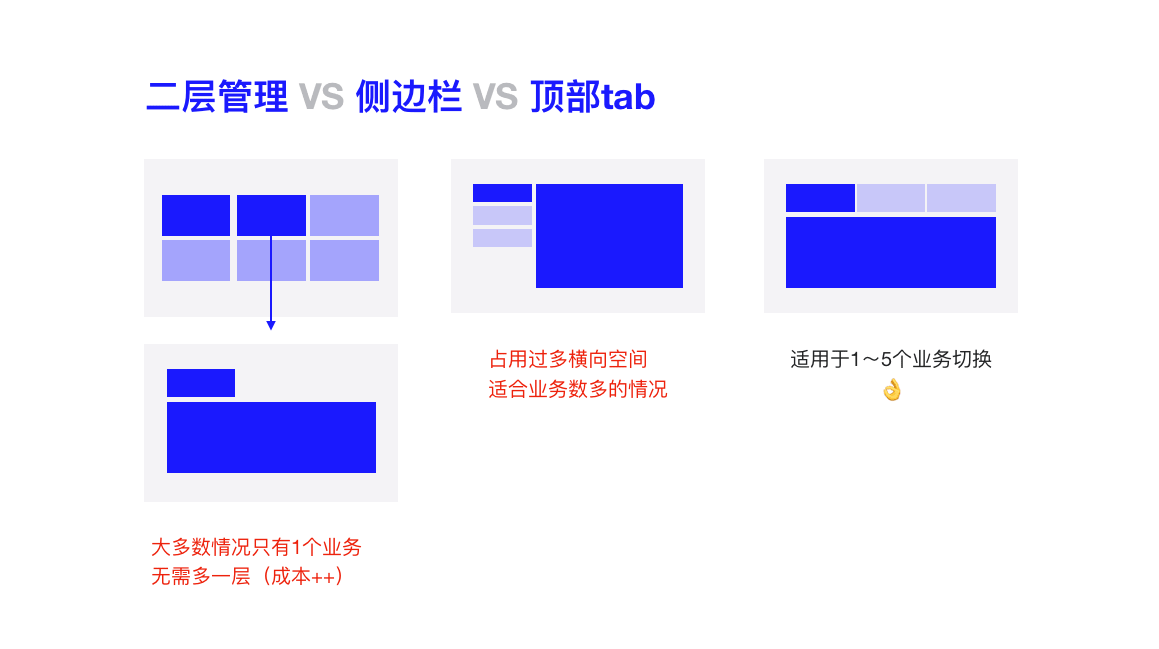 二层管理 VS 侧边栏 VS 顶部tab
占用过多横向空间
适合业务数多的情况
适用于1～5个业务切换
👌
大多数情况只有1个业务
无需多一层（成本++）